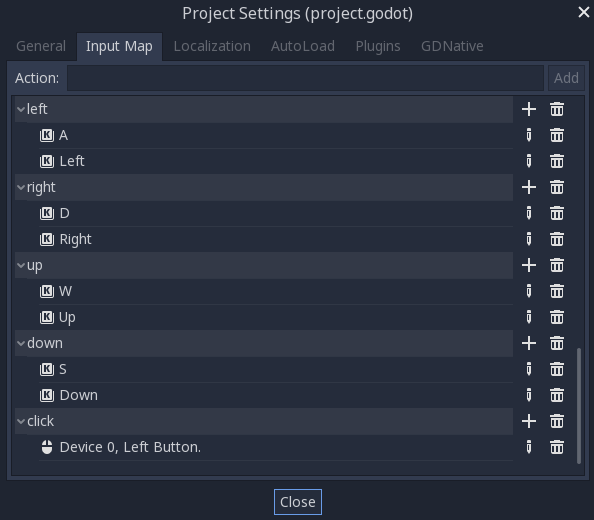 Project Settings (project.godot)
General Input Map Localization AutoLoad Plugins GDNative
Action: Add
left
A
Left
right
D
Right
up
W
Up
down
S
Down
click
Device 0, Left Button.
Close